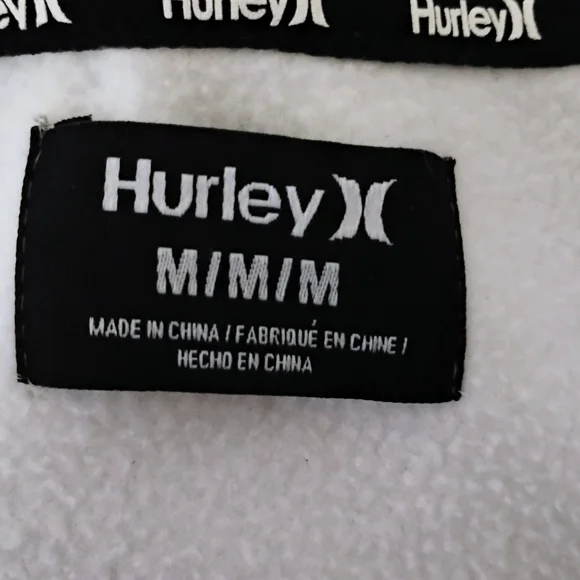 Hurley Hurley Hurley
Hurley
M/M/M
MADE IN CHINA / FABRIQUÉ EN CHINE /
HECHO EN CHINA